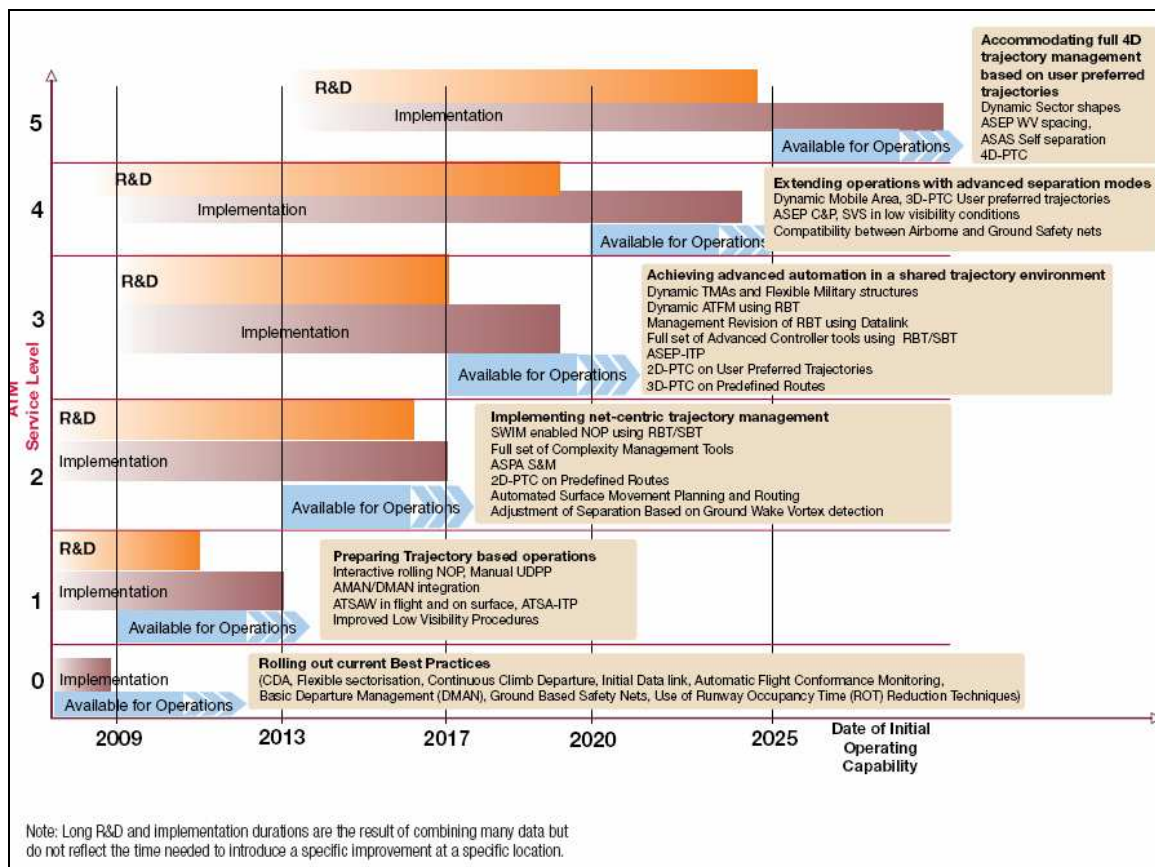 Accommodating full 4D
trajectory management
based on user preferred
trajectories
Dynamic Sector shapes
ASEP WV spacing,
ASAS Self separation
4D-PTC
R&D
Implementation
5
Available for Operations
R&D
4
Implementation
Available for Operations
Extending operations with advanced separation modes
Dynamic Mobile Area, 3D-PTC User preferred trajectories
ASEP C&P, SVS in low visibility conditions
Compatibility between Airborne and Ground Safety nets
R&D
3
Implementation
Available for Operations
Achieving advanced automation in a shared trajectory environment
Dynamic TMAs and Flexible Military structures
Dynamic ATFM using RBT
Management Revision of RBT using Datalink
Full set of Advanced Controller tools using RBT/SBT
ASEP-ITP
2D-PTC on User Preferred Trajectories
3D-PTC on Predefined Routes
ATM
Service Level
R&D
Implementation
2
Available for Operations
Implementing net-centric trajectory management
SWIM enabled NOP using RBT/SBT
Full set of Complexity Management Tools
ASPA S&M
2D-PTC on Predefined Routes
Automated Surface Movement Planning and Routing
Adjustment of Separation Based on Ground Wake Vortex detection
R&D
Implementation
1
Available for Operations
Preparing Trajectory based operations
Interactive rolling NOP, Manual UDPP
AMAN/DMAN integration
ATSAW in flight and on surface, ATSA-ITP
Improved Low Visibility Procedures
0
Implementation
Available for Operations
Rolling out current Best Practices
(CDA, Flexible sectorisation, Continuous Climb Departure, Initial Data link, Automatic Flight Conformance Monitoring,
Basic Departure Management (DMAN), Ground Based Safety Nets, Use of Runway Occupancy Time (ROT) Reduction Techniques)
2009 2013 2017 2020 2025
Date of Initial
Operating
Capability
Note: Long R&D and implementation durations are the result of combining many data but
do not reflect the time needed to introduce a specific improvement at a specific location.